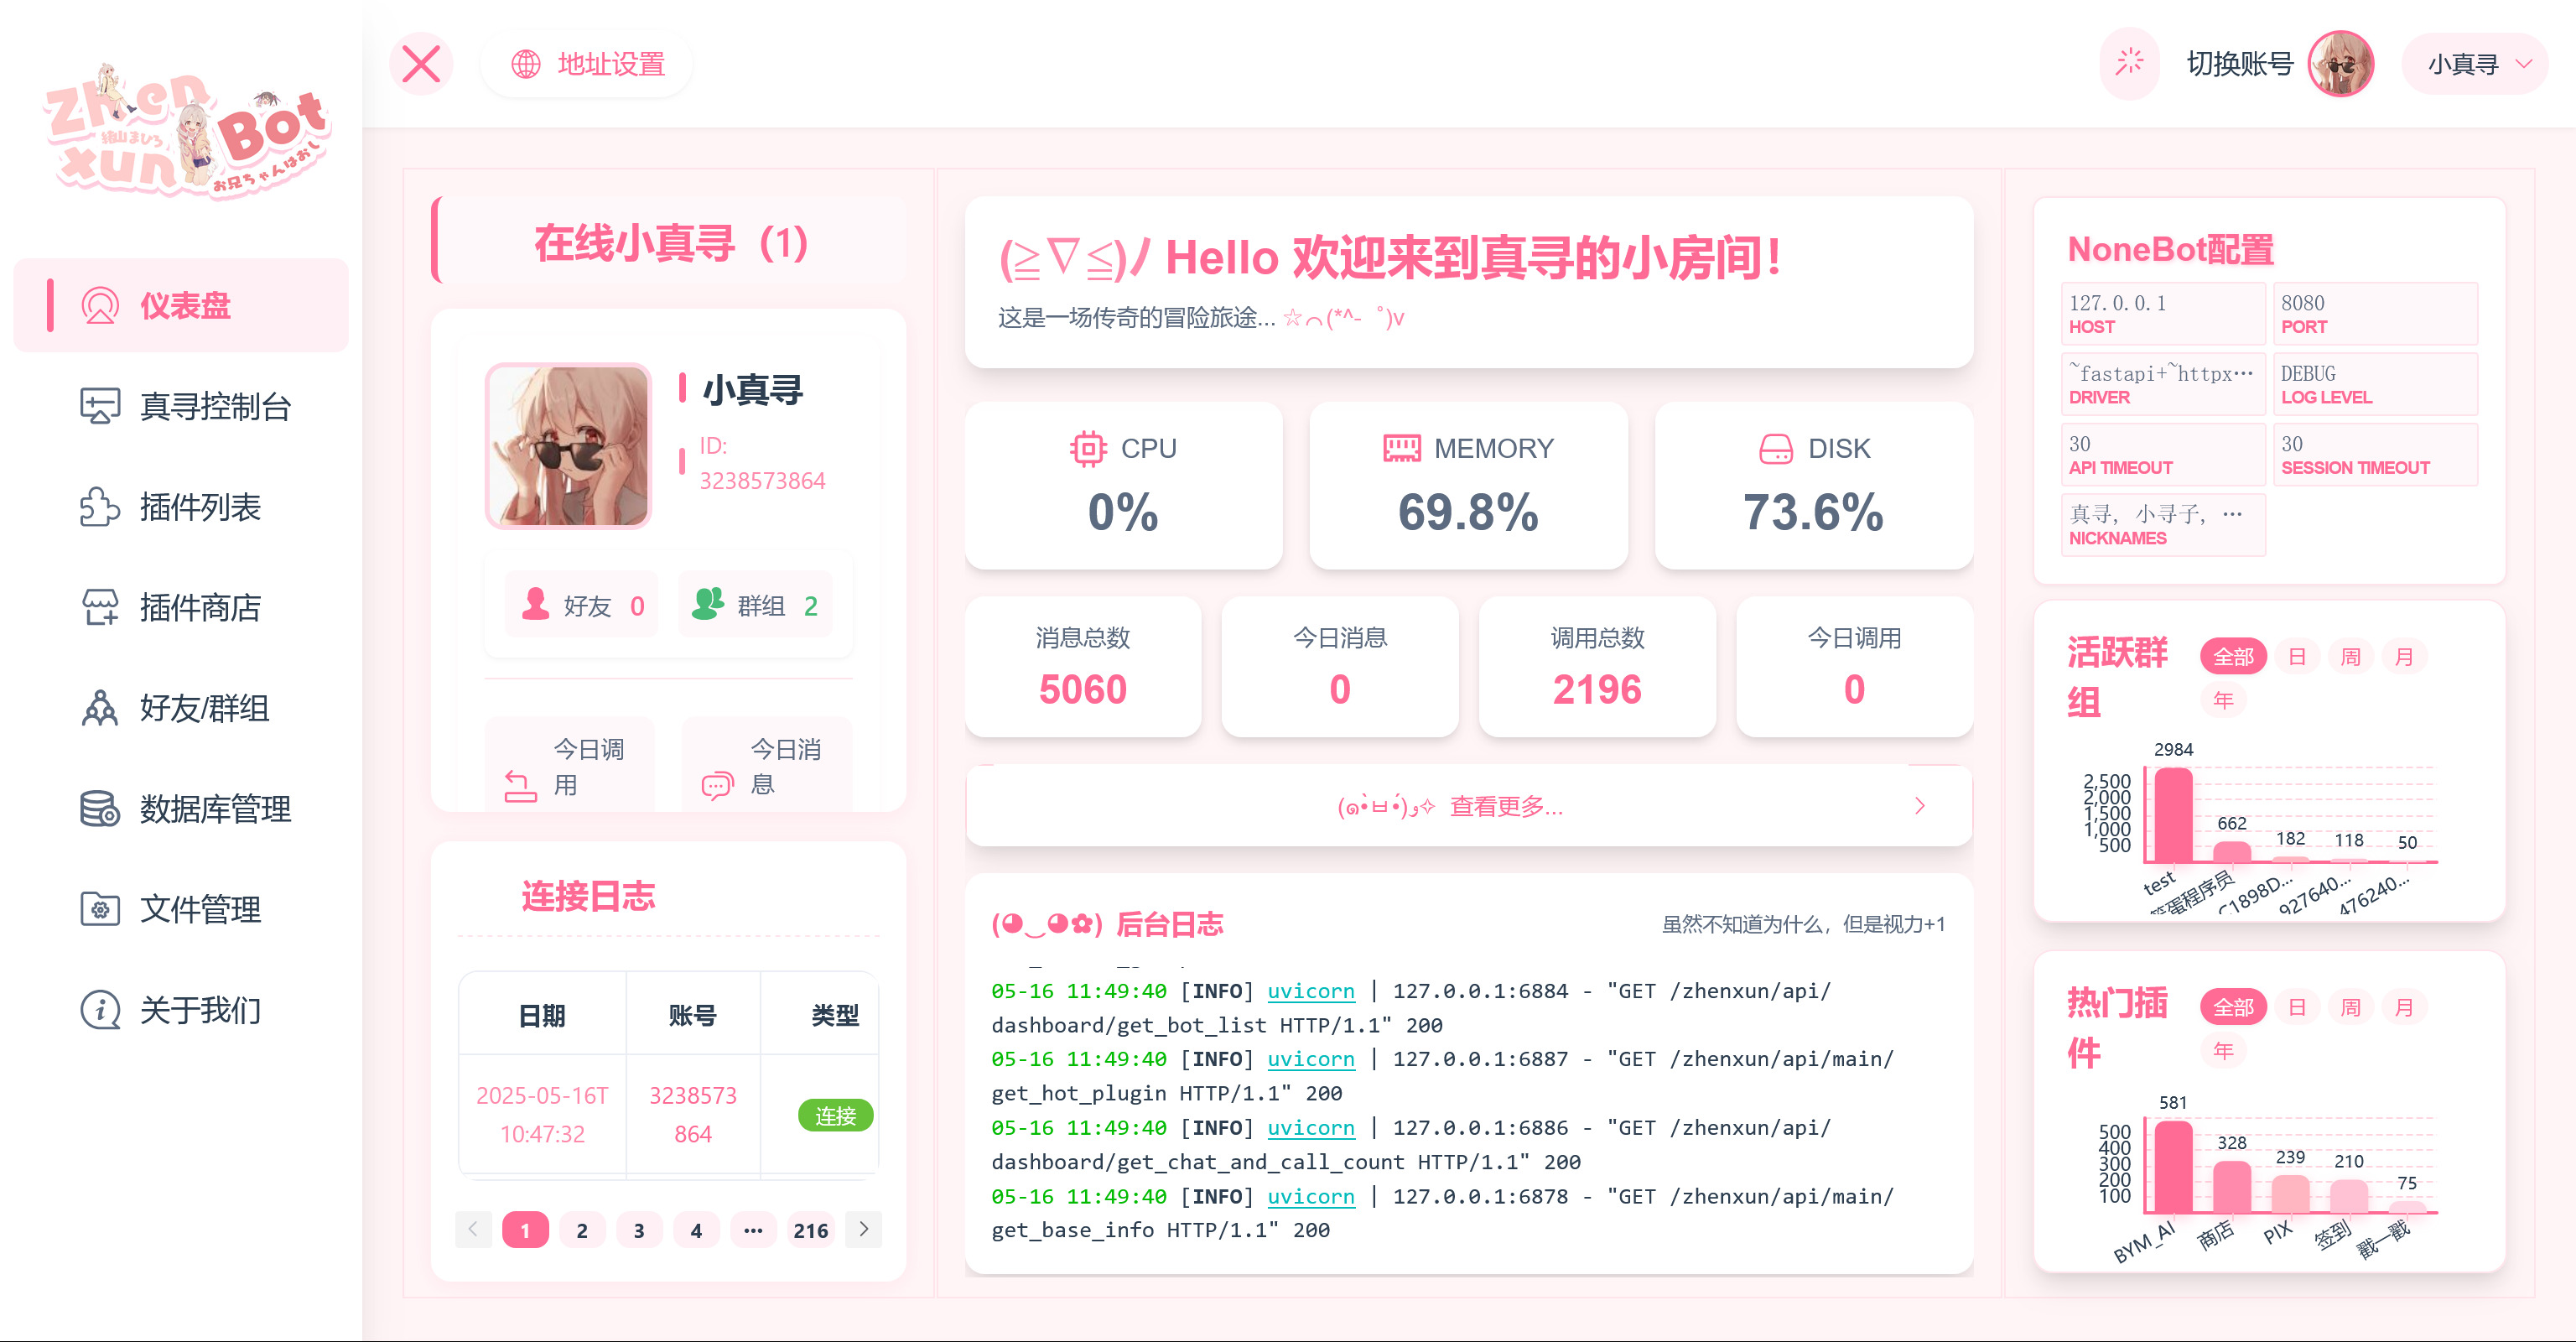 Zhen
xun
Bot
緒山まひろ
お兄ちゃんはおしまい
仪表盘
真寻控制台
插件列表
插件商店
好友/群组
数据库管理
文件管理
关于我们
地址设置
切换账号
小真寻
在线小真寻（1）
小真寻
ID:
3238573864
好友 0
群组 2
今日调
用
今日消
息
连接日志
日期 账号 类型
2025-05-16T
10:47:32
3238573
864
连接
1 2 3 4 ··· 216
(≧∇≦)ﾉ Hello 欢迎来到真寻的小房间！
这是一场传奇的冒险旅途... ☆⌒(*^-゜)v
CPU
0%
MEMORY
69.8%
DISK
73.6%
消息总数
5060
今日消息
0
调用总数
2196
今日调用
0
(๑•̀ㅂ•́)و✧ 查看更多...
(◕‿◕✿) 后台日志
虽然不知道为什么，但是视力+1
05-16 11:49:40 [INFO] uvicorn | 127.0.0.1:6884 - "GET /zhenxun/api/
dashboard/get_bot_list HTTP/1.1" 200
05-16 11:49:40 [INFO] uvicorn | 127.0.0.1:6887 - "GET /zhenxun/api/main/
get_hot_plugin HTTP/1.1" 200
05-16 11:49:40 [INFO] uvicorn | 127.0.0.1:6886 - "GET /zhenxun/api/
dashboard/get_chat_and_call_count HTTP/1.1" 200
05-16 11:49:40 [INFO] uvicorn | 127.0.0.1:6878 - "GET /zhenxun/api/main/
get_base_info HTTP/1.1" 200
NoneBot配置
127.0.0.1
HOST
8080
PORT
~fastapi+~httpx…
DRIVER
DEBUG
LOG LEVEL
30
API TIMEOUT
30
SESSION TIMEOUT
真寻, 小寻子, …
NICKNAMES
活跃群
组
全部 日 周 月
年
2984
662
182
118
50
2,500
2,000
1,500
1,000
500
test
笨蛋程序员
C1898D...
927640...
476240...
热门插
件
全部 日 周 月
年
581
328
239
210
75
500
400
300
200
100
BYM_AI
商店
PIX
签到
戳一戳